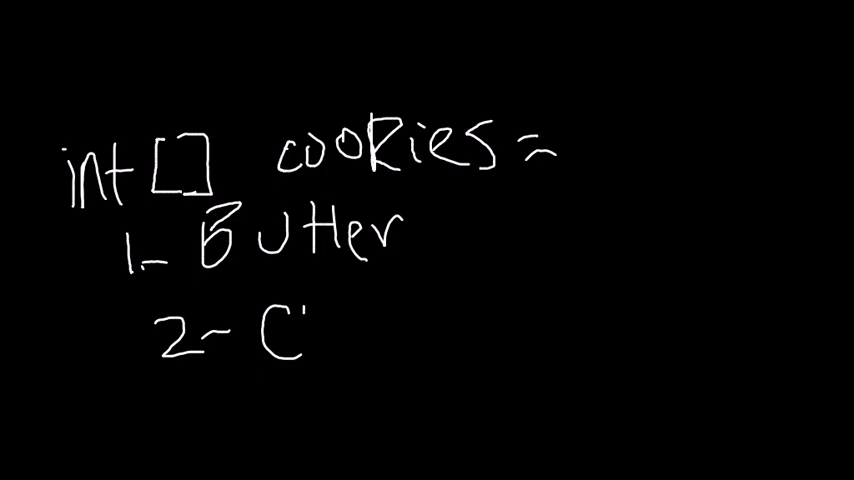 int[] cookies =
1- Butter
2- C'